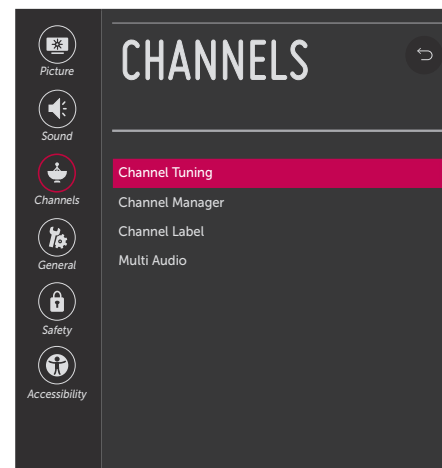 Picture
Sound
Channels
General
Safety
Accessibility
CHANNELS
Channel Tuning
Channel Manager
Channel Label
Multi Audio